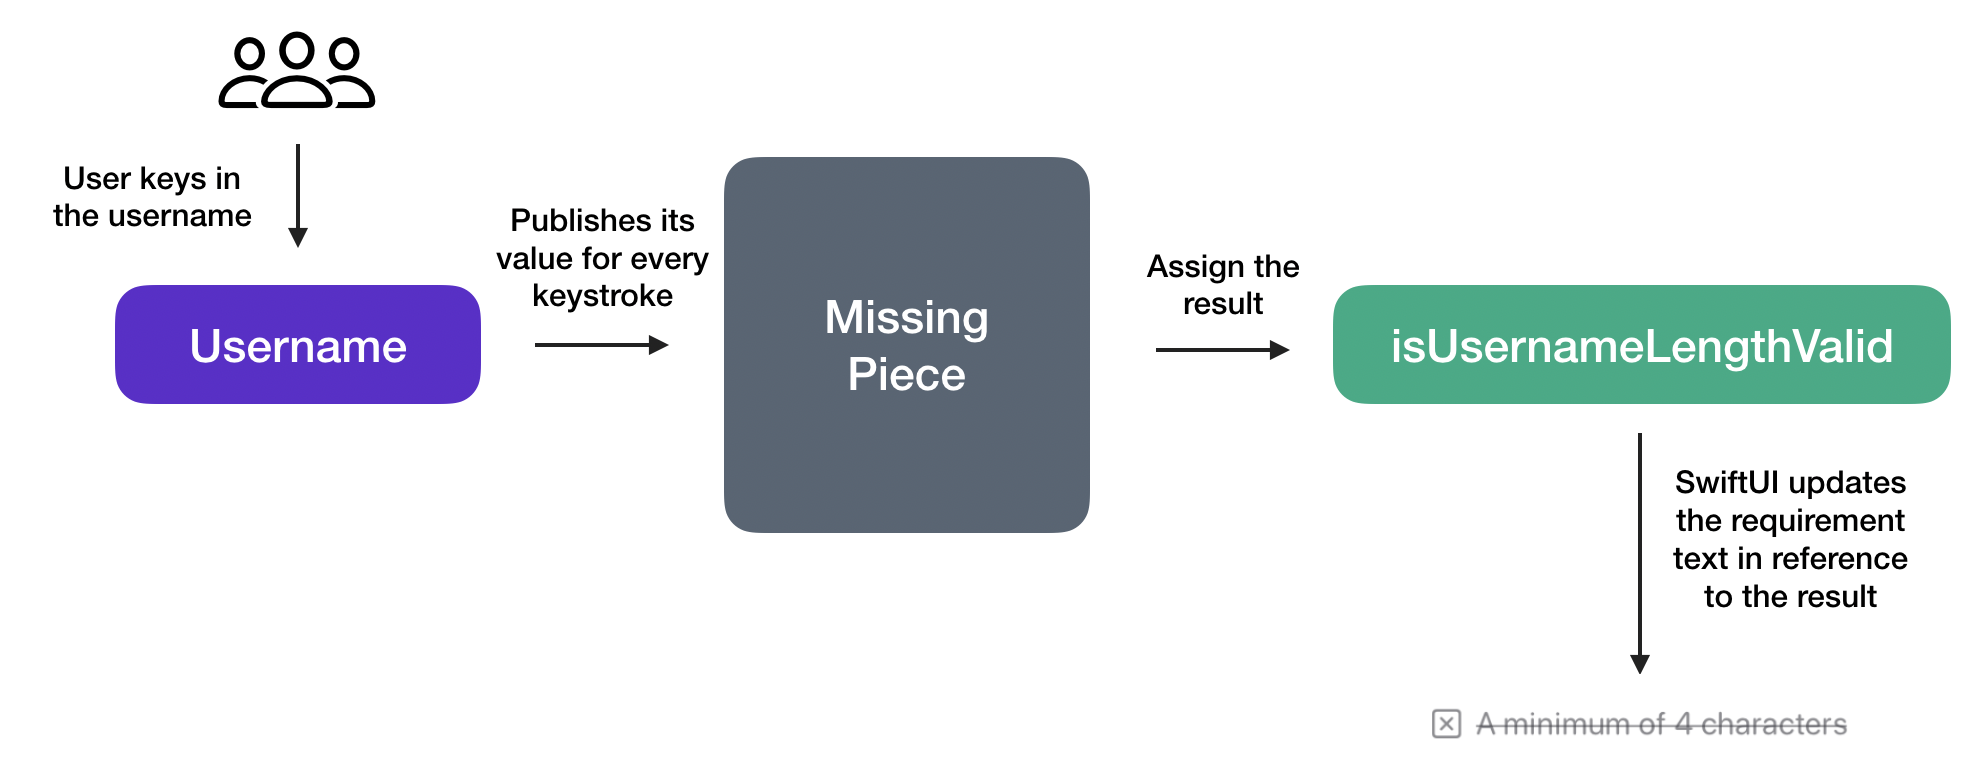 User keys in
the username
Username
Publishes its
value for every
keystroke
Missing
Piece
Assign the
result
isUsernameLengthValid
SwiftUI updates
the requirement
text in reference
to the result
A minimum of 4 characters